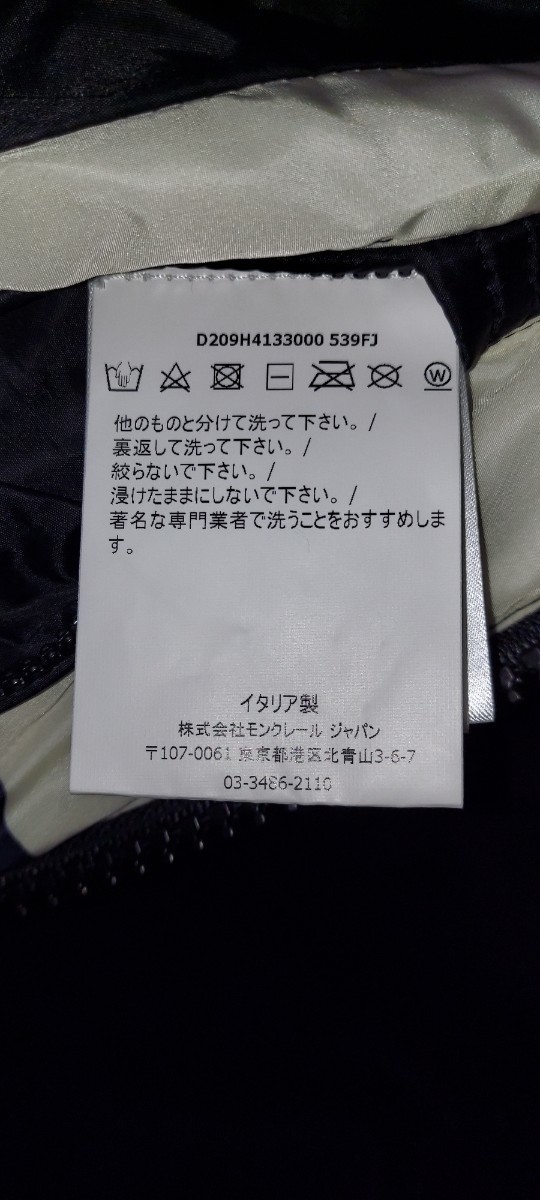 D209H4133000 539FJ
W
他のものと分けて洗って下さい。/
裏返して洗って下さい。/
絞らないで下さい。/
浸けたままにしないで下さい。/
著名な専門業者で洗うことをおすすめしま
す。
イタリア製
株式会社モンクレール ジャパン
〒107-0061 東京都港区北青山3-6-7
03-3486-2110